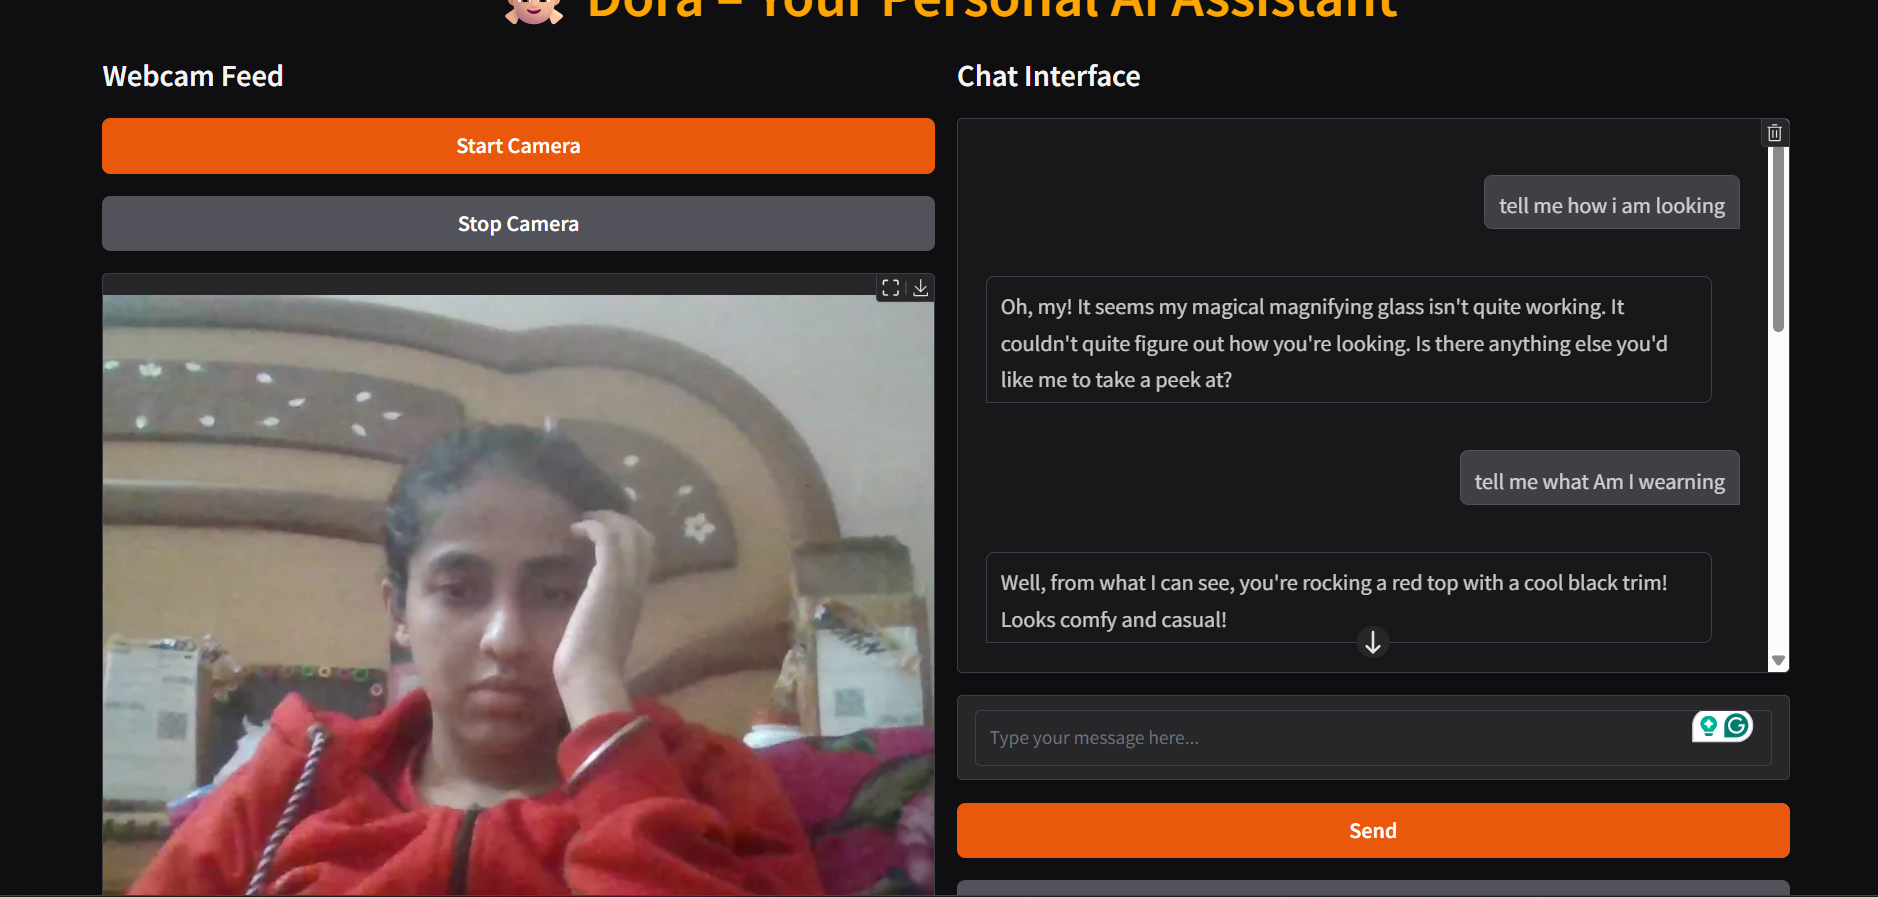 Dora – Your Personal AI Assistant
Webcam Feed
Start Camera
Stop Camera
Chat Interface
tell me how i am looking
Oh, my! It seems my magical magnifying glass isn't quite working. It
couldn't quite figure out how you're looking. Is there anything else you'd
like me to take a peek at?
tell me what Am I wearning
Well, from what I can see, you're rocking a red top with a cool black trim!
Looks comfy and casual!
Type your message here...
Send